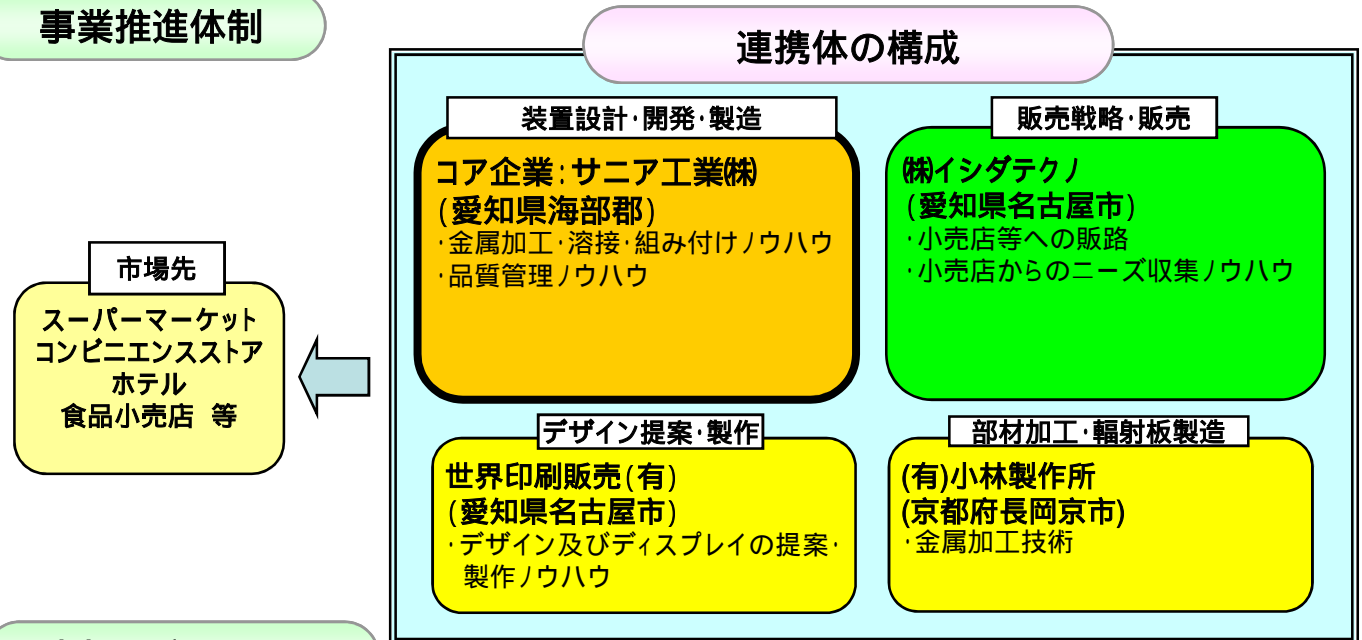 事業推進体制
連携体の構成
装置設計・開発・製造
コア企業：サニア工業㈱
（愛知県海部郡）
・金属加工・溶接・組み付けノウハウ
・品質管理ノウハウ
販売戦略・販売
㈱イシダテクノ
（愛知県名古屋市）
・小売店等への販路
・小売店からのニーズ収集ノウハウ
市場先
スーパーマーケット
コンビニエンスストア
ホテル
食品小売店 等
デザイン提案・製作
世界印刷販売（有）
（愛知県名古屋市）
・デザイン及びディスプレイの提案・
製作ノウハウ
部材加工・輻射板製造
(有)小林製作所
(京都府長岡京市)
・金属加工技術